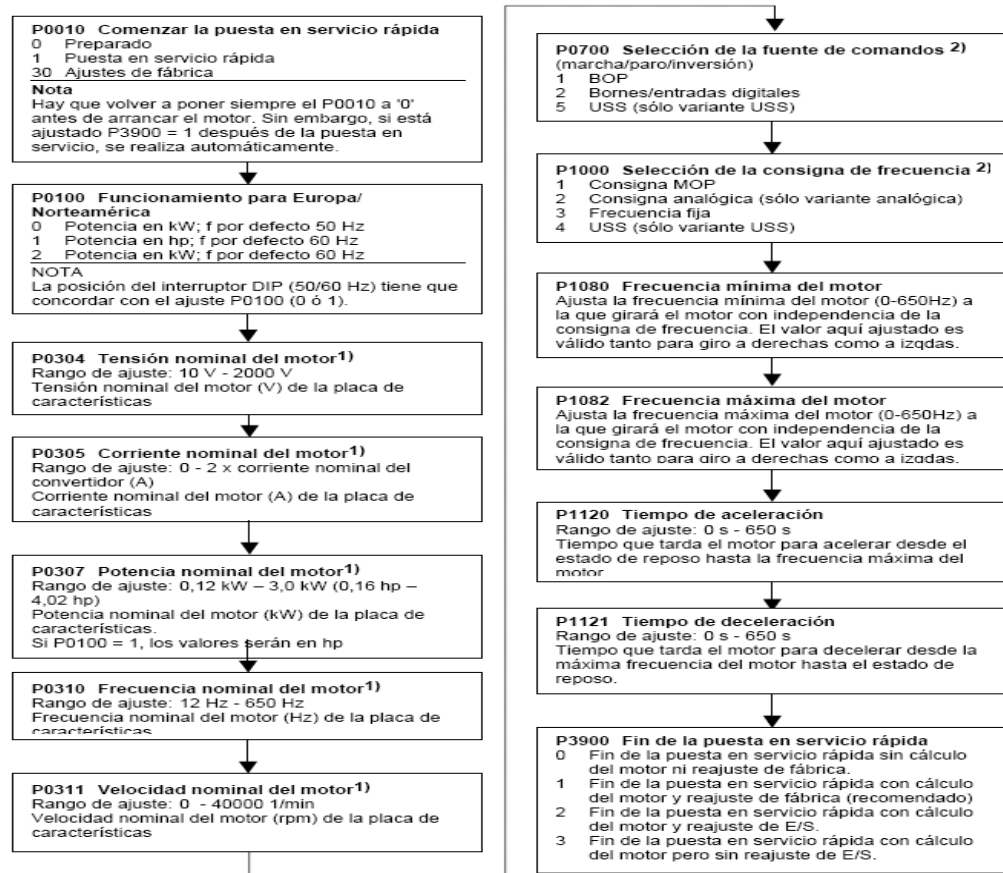 P0010 Comenzar la puesta en servicio rápida
0 Preparado
1 Puesta en servicio rápida
30 Ajustes de fábrica
Nota
Hay que volver a poner siempre el P0010 a '0'
antes de arrancar el motor. Sin embargo, si está
ajustado P3900 = 1 después de la puesta en
servicio, se realiza automáticamente.
P0100 Funcionamiento para Europa/
Norteamérica
0 Potencia en kW; f por defecto 50 Hz
1 Potencia en hp; f por defecto 60 Hz
2 Potencia en kW; f por defecto 60 Hz
NOTA
La posición del interruptor DIP (50/60 Hz) tiene que
concordar con el ajuste P0100 (0 ó 1).
P0304 Tensión nominal del motor1)
Rango de ajuste: 10 V - 2000 V
Tensión nominal del motor (V) de la placa de
características
P0305 Corriente nominal del motor1)
Rango de ajuste: 0 - 2 x corriente nominal del
convertidor (A)
Corriente nominal del motor (A) de la placa de
características
P0307 Potencia nominal del motor1)
Rango de ajuste: 0,12 kW – 3,0 kW (0,16 hp –
4,02 hp)
Potencia nominal del motor (kW) de la placa de
características.
Si P0100 = 1, los valores serán en hp
P0310 Frecuencia nominal del motor1)
Rango de ajuste: 12 Hz - 650 Hz
Frecuencia nominal del motor (Hz) de la placa de
características
P0311 Velocidad nominal del motor1)
Rango de ajuste: 0 - 40000 1/min
Velocidad nominal del motor (rpm) de la placa de
características
P0700 Selección de la fuente de comandos 2)
(marcha/paro/inversión)
1 BOP
2 Bornes/entradas digitales
5 USS (sólo variante USS)
P1000 Selección de la consigna de frecuencia 2)
1 Consigna MOP
2 Consigna analógica (sólo variante analógica)
3 Frecuencia fija
4 USS (sólo variante USS)
P1080 Frecuencia mínima del motor
Ajusta la frecuencia mínima del motor (0-650Hz) a
la que girará el motor con independencia de la
consigna de frecuencia. El valor aquí ajustado es
válido tanto para giro a derechas como a izqdas.
P1082 Frecuencia máxima del motor
Ajusta la frecuencia máxima del motor (0-650Hz) a
la que girará el motor con independencia de la
consigna de frecuencia. El valor aquí ajustado es
válido tanto para giro a derechas como a izqdas.
P1120 Tiempo de aceleración
Rango de ajuste: 0 s - 650 s
Tiempo que tarda el motor para acelerar desde el
estado de reposo hasta la frecuencia máxima del
motor
P1121 Tiempo de deceleración
Rango de ajuste: 0 s - 650 s
Tiempo que tarda el motor para decelerar desde la
máxima frecuencia del motor hasta el estado de
reposo.
P3900 Fin de la puesta en servicio rápida
0 Fin de la puesta en servicio rápida sin cálculo
del motor ni reajuste de fábrica.
1 Fin de la puesta en servicio rápida con cálculo
del motor y reajuste de fábrica (recomendado)
2 Fin de la puesta en servicio rápida con cálculo
del motor y reajuste de E/S.
3 Fin de la puesta en servicio rápida con cálculo
del motor pero sin reajuste de E/S.